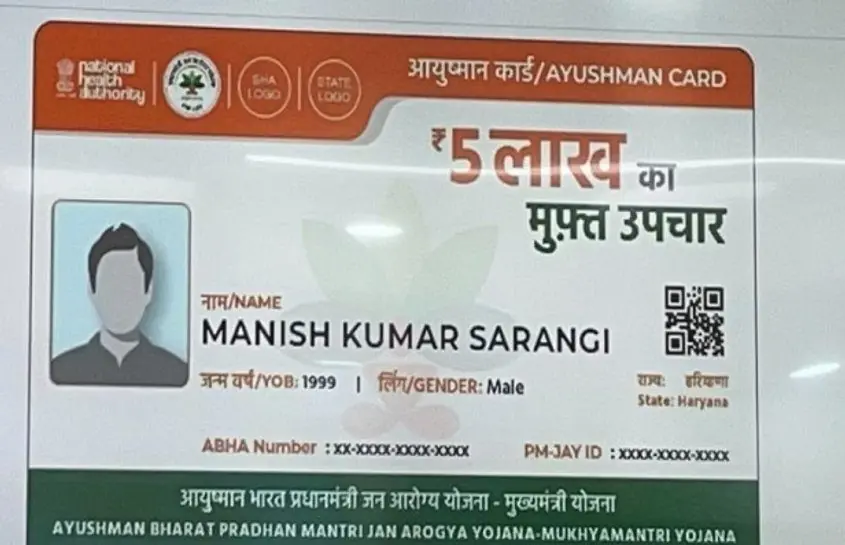 national health authority
SHA LOGO
STATE LOGO
आयुष्मान कार्ड/AYUSHMAN CARD
₹5 लाख का
मुफ़्त उपचार
नाम/NAME
MANISH KUMAR SARANGI
जन्म वर्ष/YOB: 1999 | लिंग/GENDER: Male
राज्य: हरियाणा
State: Haryana
ABHA Number : xx-xxxx-xxxx-xxxx PM-JAY ID : xxxx-xxxx-xxxx
आयुष्मान भारत प्रधानमंत्री जन आरोग्य योजना - मुख्यमंत्री योजना
AYUSHMAN BHARAT PRADHAN MANTRI JAN AROGYA YOJANA-MUKHYAMANTRI YOJANA